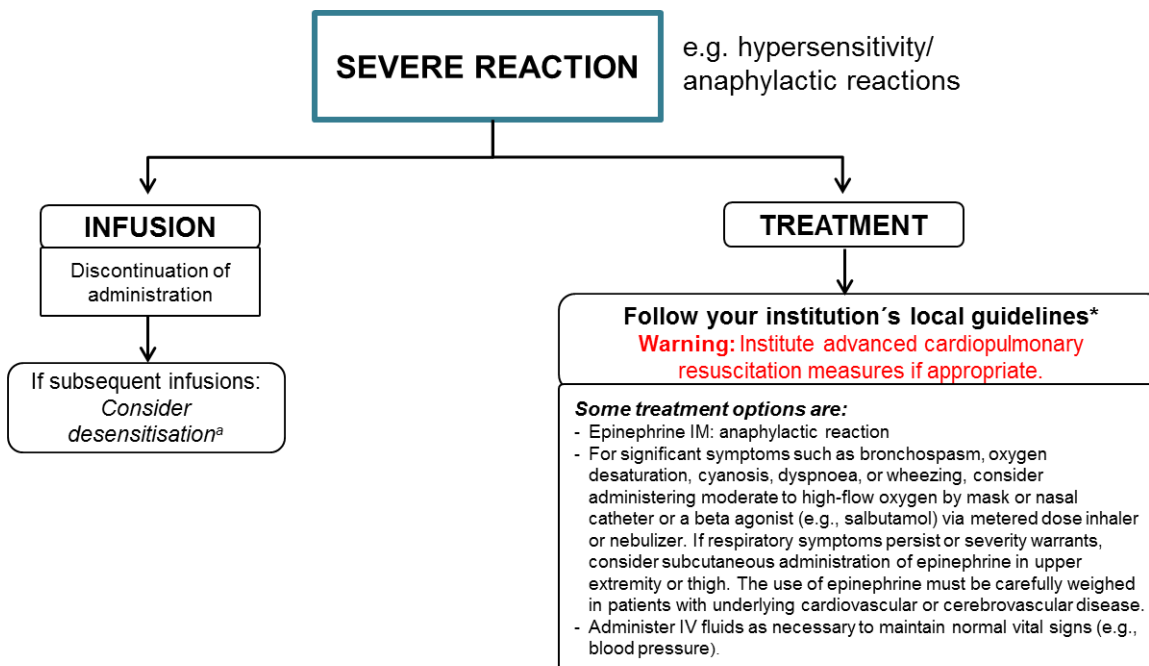 SEVERE REACTION
e.g. hypersensitivity/
anaphylactic reactions
INFUSION
Discontinuation of
administration
If subsequent infusions:
Consider
desensitisationᵃ
TREATMENT
Follow your institution´s local guidelines*
Warning: Institute advanced cardiopulmonary
resuscitation measures if appropriate.
Some treatment options are:
- Epinephrine IM: anaphylactic reaction
- For significant symptoms such as bronchospasm, oxygen
desaturation, cyanosis, dyspnoea, or wheezing, consider
administering moderate to high-flow oxygen by mask or nasal
catheter or a beta agonist (e.g., salbutamol) via metered dose inhaler
or nebulizer. If respiratory symptoms persist or severity warrants,
consider subcutaneous administration of epinephrine in upper
extremity or thigh. The use of epinephrine must be carefully weighed
in patients with underlying cardiovascular or cerebrovascular disease.
- Administer IV fluids as necessary to maintain normal vital signs (e.g.,
blood pressure).